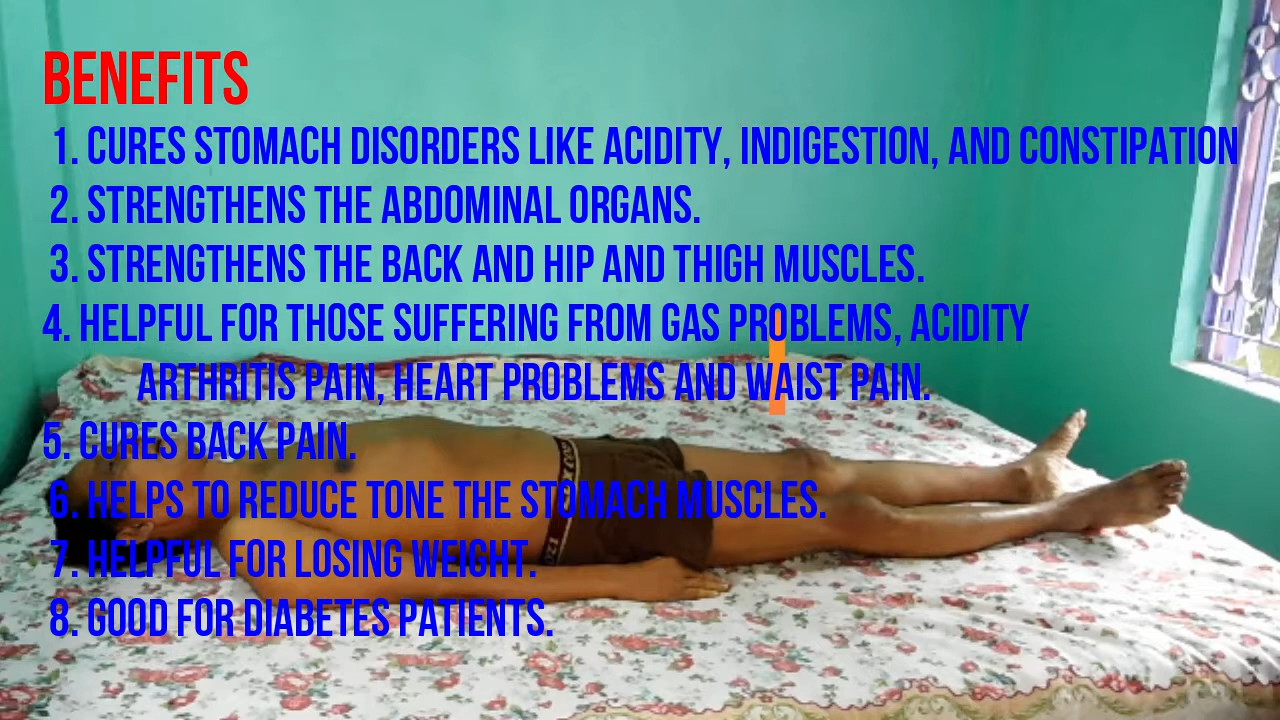 BENEFITS
1. CURES STOMACH DISORDERS LIKE ACIDITY, INDIGESTION, AND CONSTIPATION
2. STRENGTHENS THE ABDOMINAL ORGANS.
3. STRENGTHENS THE BACK AND HIP AND THIGH MUSCLES.
4. HELPFUL FOR THOSE SUFFERING FROM GAS PROBLEMS, ACIDITY
ARTHRITIS PAIN, HEART PROBLEMS AND WAIST PAIN.
5. CURES BACK PAIN.
6. HELPS TO REDUCE TONE THE STOMACH MUSCLES.
7. HELPFUL FOR LOSING WEIGHT.
8. GOOD FOR DIABETES PATIENTS.